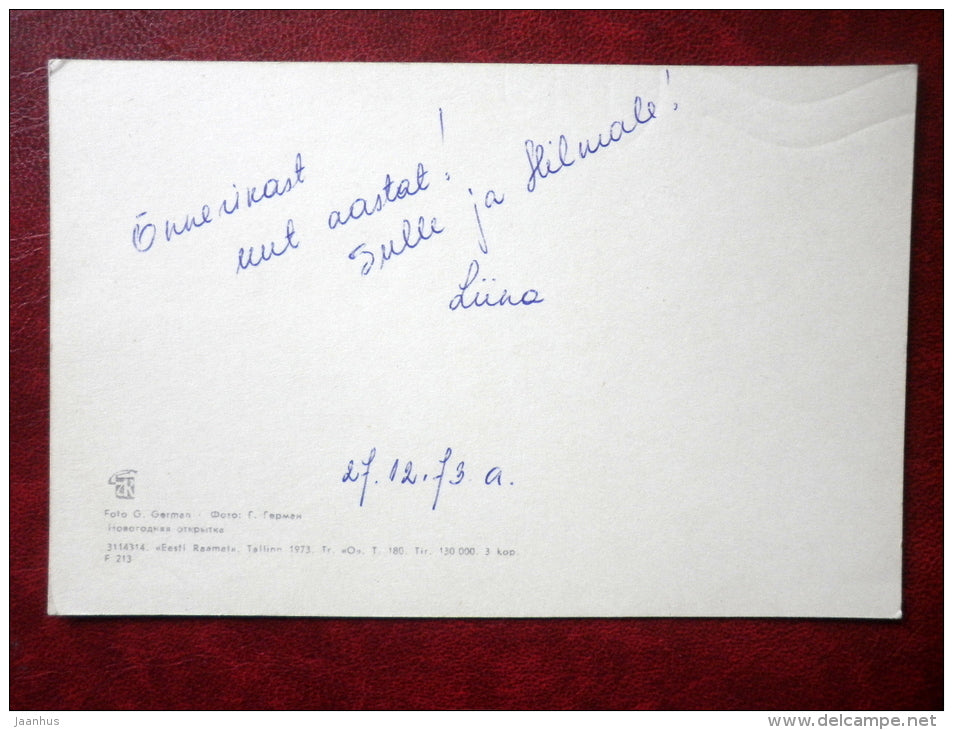 Õnnerikast
uut aastat!
Sulle ja Hilmale!
Liina
27.12.73 a.
Foto G. German · Фото: Г. Герман
Новогодняя открытка
3114314. «Eesti Raamat», Tallinn 1973. Tr. «O». T. 180. Tir. 130 000. 3 kop.
F 213
jaanhus
www.delcampe.net